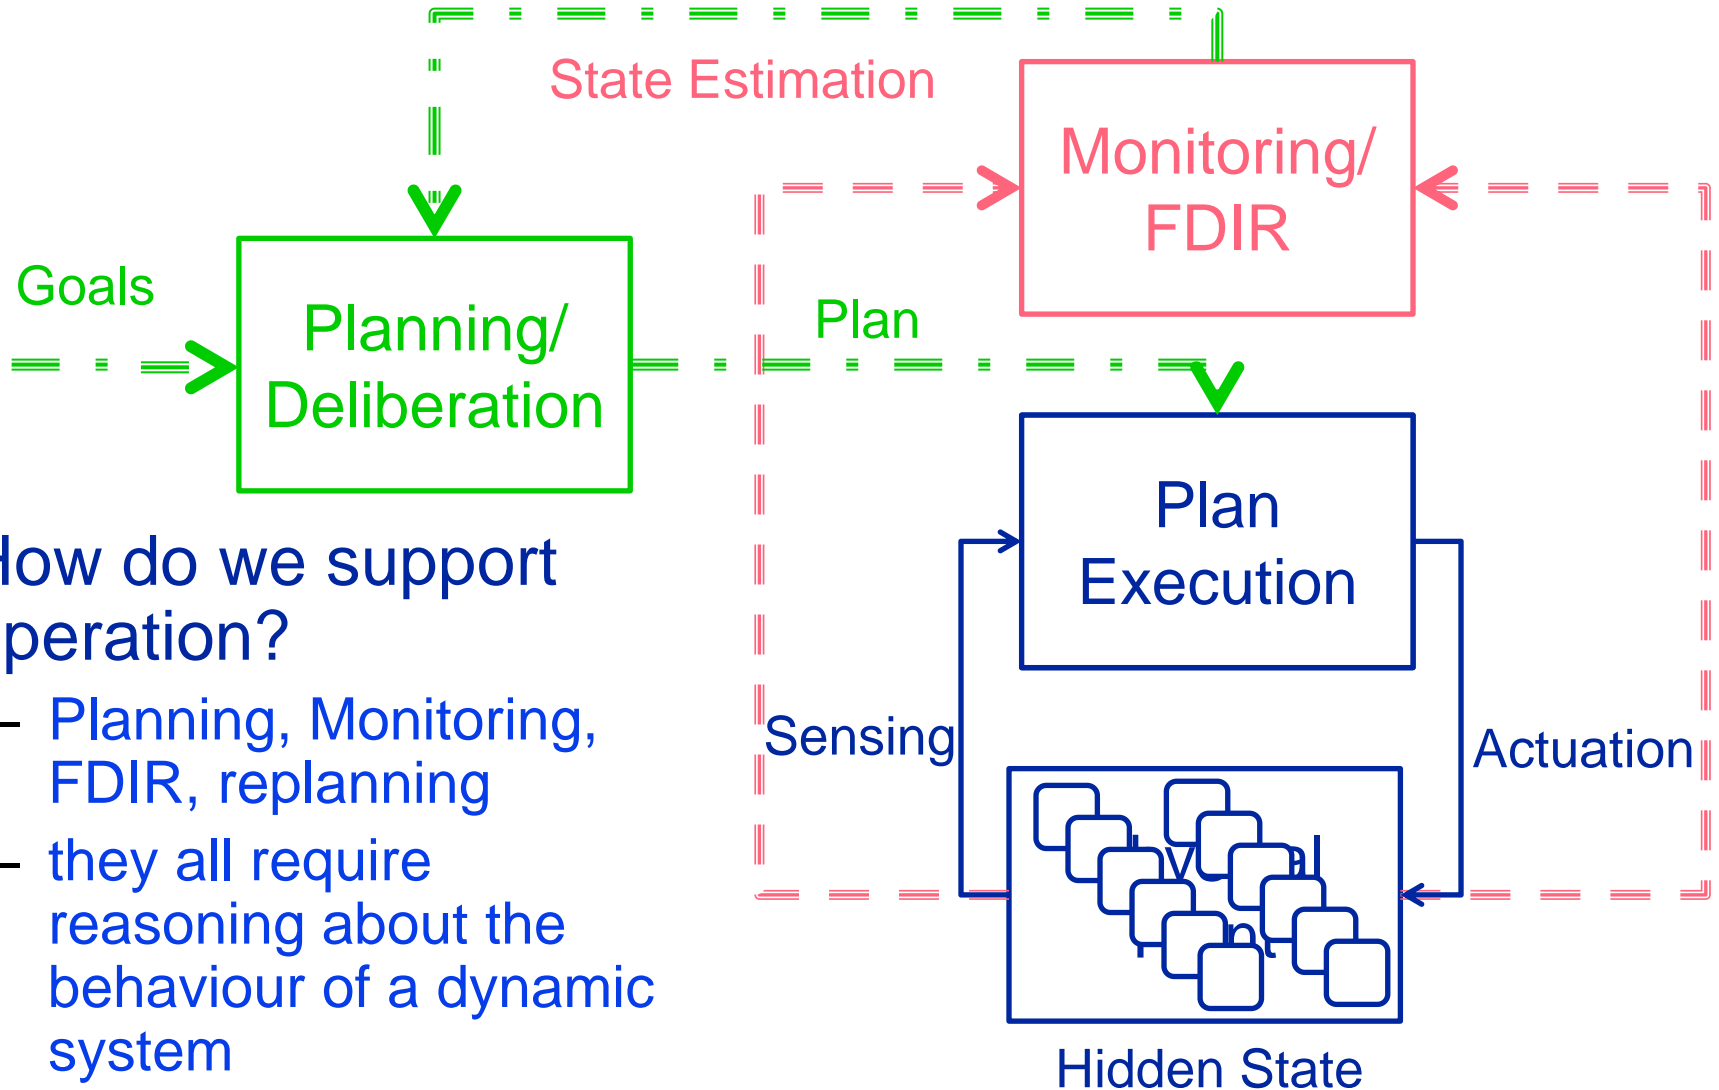 State Estimation
Monitoring/
FDIR
Goals
Planning/
Deliberation
Plan
Plan
Execution
How do we support
peration?
– Planning, Monitoring,
FDIR, replanning
– they all require
reasoning about the
behaviour of a dynamic
system
Sensing
Actuation
Hidden State